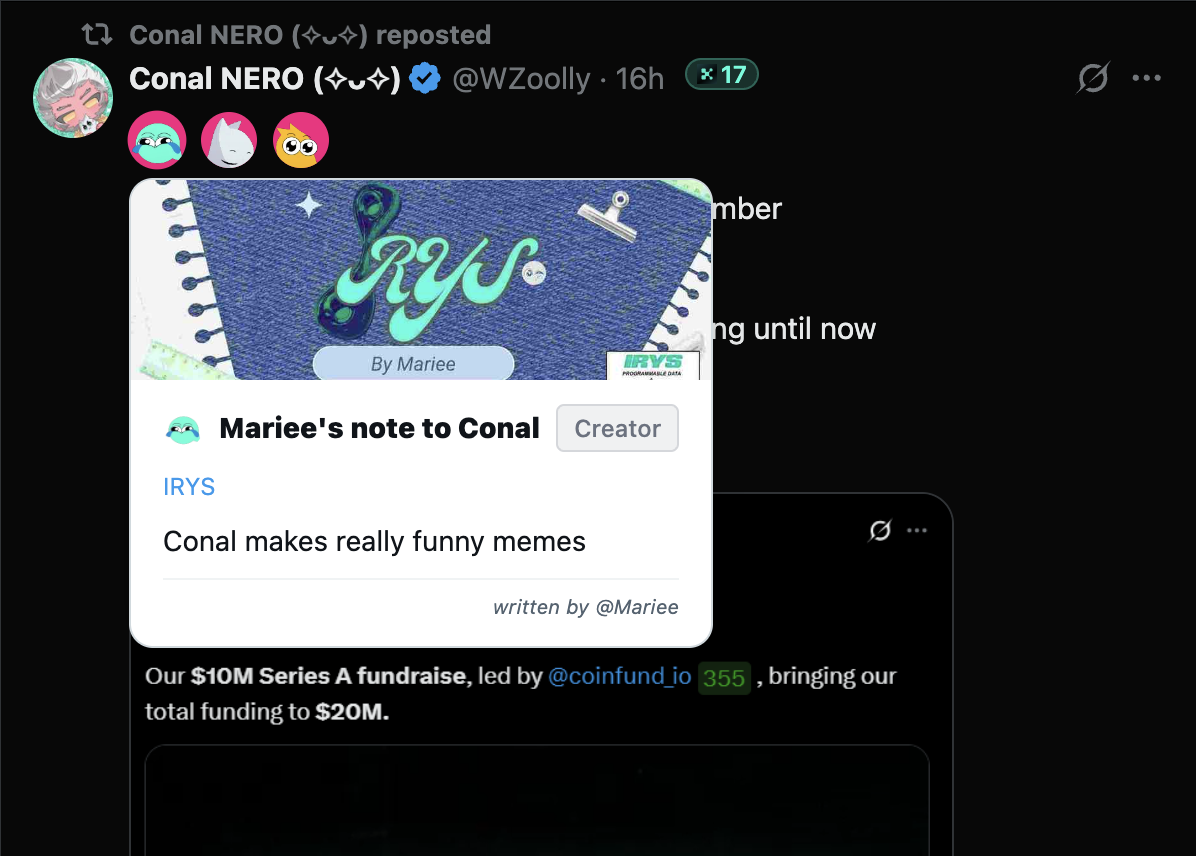 Conal NERO (✧ᴗ✧) reposted
Conal NERO (✧ᴗ✧) @WZoolly · 16h 17
mber
IRYS
By Mariee
IRYS
PROGRAMMABLE DATA
ng until now
Mariee's note to Conal Creator
IRYS
Conal makes really funny memes
written by @Mariee
Our $10M Series A fundraise, led by @coinfund_io 355 , bringing our
total funding to $20M.